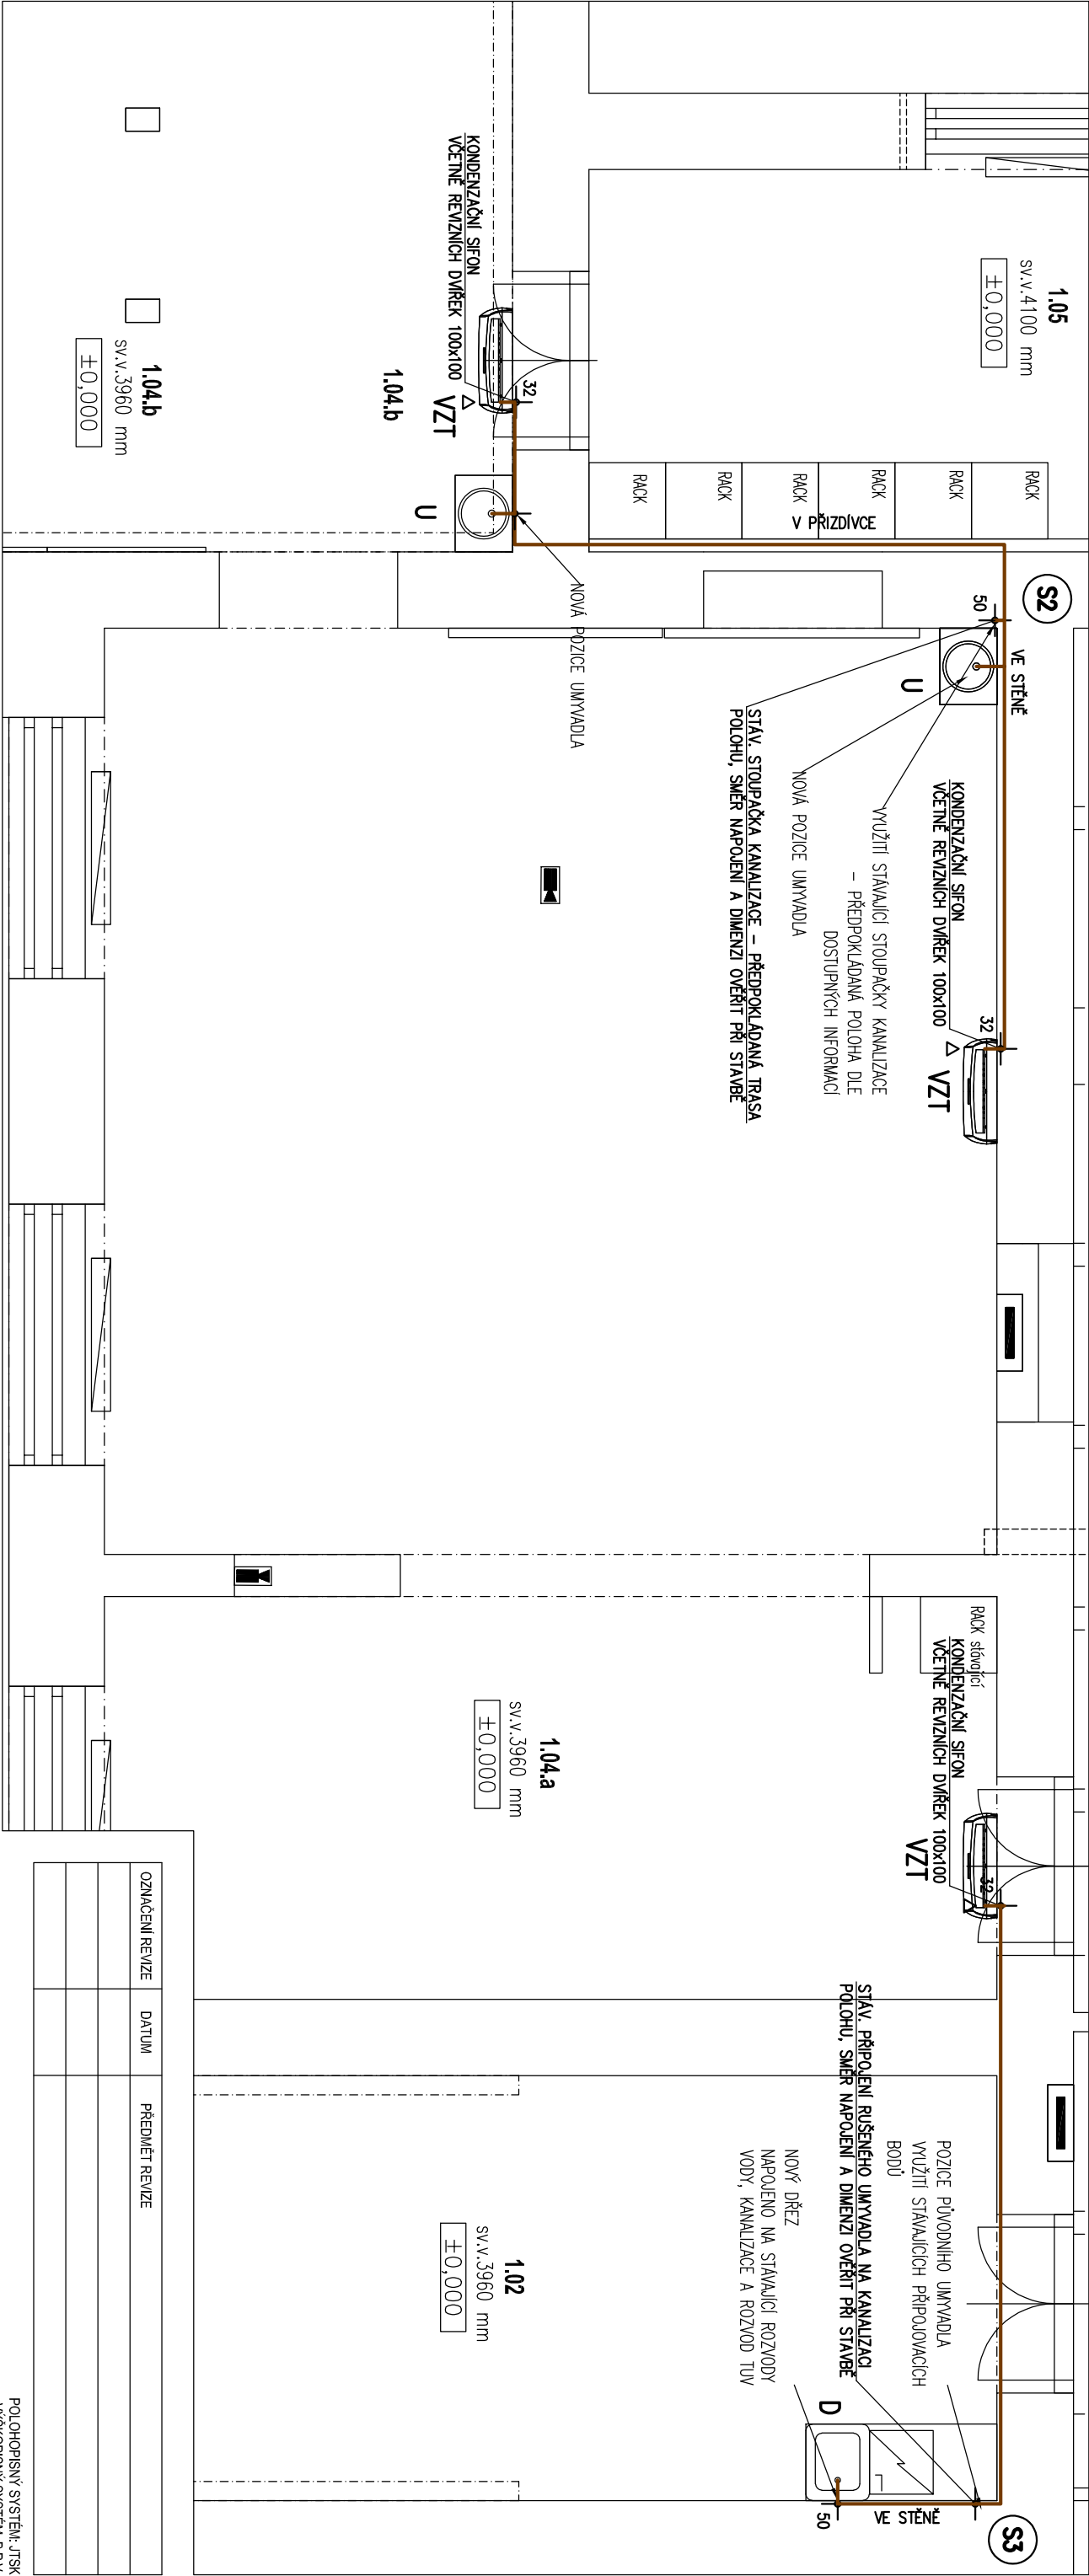 1.05
sv.v.4100 mm
±0,000
KONDENZAČNÍ SIFON
VČETNĚ REVIZNÍCH DVÍŘEK 100x100
32
VZT
1.04.b
1.04.b
sv.v.3960 mm
±0,000
U
RACK
RACK
RACK
RACK
RACK
RACK
V PŘIZDÍVCE
NOVÁ POZICE UMYVADLA
S2
50
VE STĚNĚ
U
KONDENZAČNÍ SIFON
VČETNĚ REVIZNÍCH DVÍŘEK 100x100
32
VZT
VYUŽITÍ STÁVAJÍCÍ STOUPAČKY KANALIZACE
– PŘEDPOKLÁDANÁ POLOHA DLE
DOSTUPNÝCH INFORMACÍ
NOVÁ POZICE UMYVADLA
STÁV. STOUPAČKA KANALIZACE – PŘEDPOKLÁDANÁ TRASA
POLOHU, SMĚR NAPOJENÍ A DIMENZI OVĚŘIT PŘI STAVBĚ
RACK stávající
KONDENZAČNÍ SIFON
VČETNĚ REVIZNÍCH DVÍŘEK 100x100
32
VZT
1.04.a
sv.v.3960 mm
±0,000
STÁV. PŘIPOJENÍ RUŠENÉHO UMYVADLA NA KANALIZACI
POLOHU, SMĚR NAPOJENÍ A DIMENZI OVĚŘIT PŘI STAVBĚ
POZICE PŮVODNÍHO UMYVADLA
VYUŽITÍ STÁVAJÍCÍCH PŘIPOJOVACÍCH
BODŮ
NOVÝ DŘEZ
NAPOJENO NA STÁVAJÍCÍ ROZVODY
VODY, KANALIZACE A ROZVOD TUV
1.02
sv.v.3960 mm
±0,000
D
50
VE STĚNĚ
S3
OZNAČENÍ REVIZE
DATUM
PŘEDMĚT REVIZE
POLOHOPISNÝ SYSTÉM: JTSK